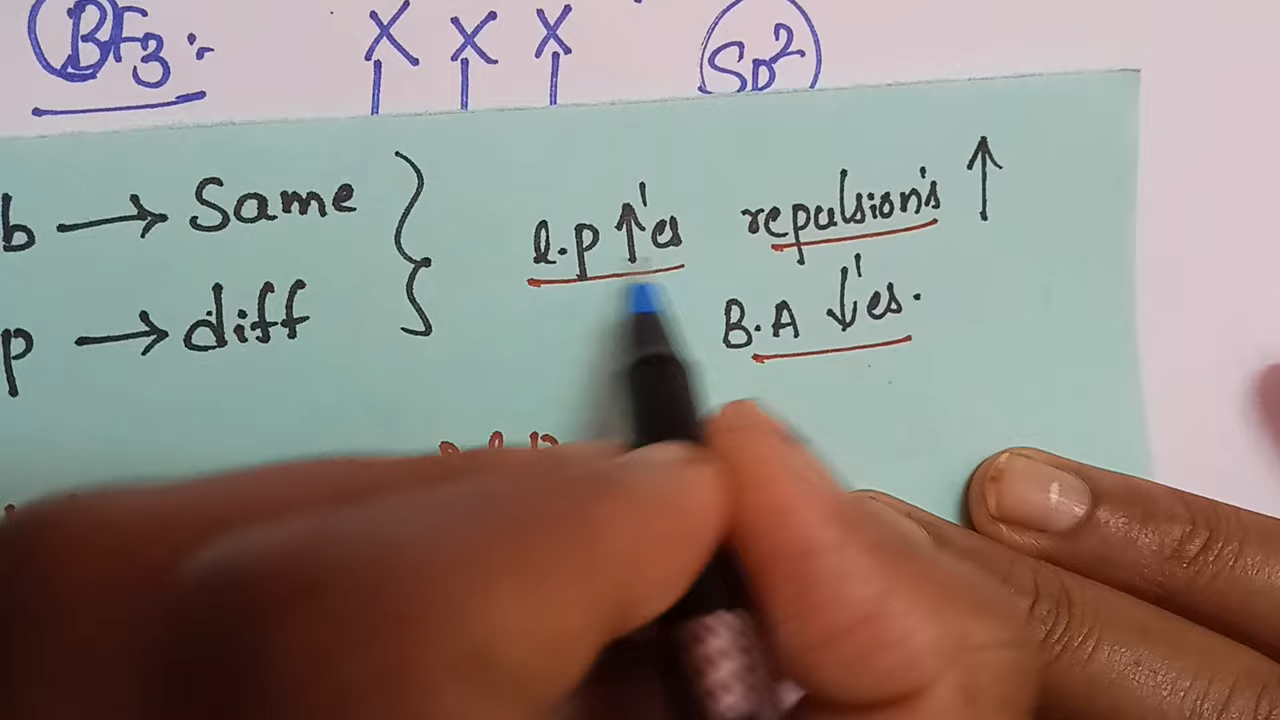 BF3 :-
X X X
SP2
b → Same
p → diff
l.p ↑'es repulsion's ↑
B.A ↓'es.